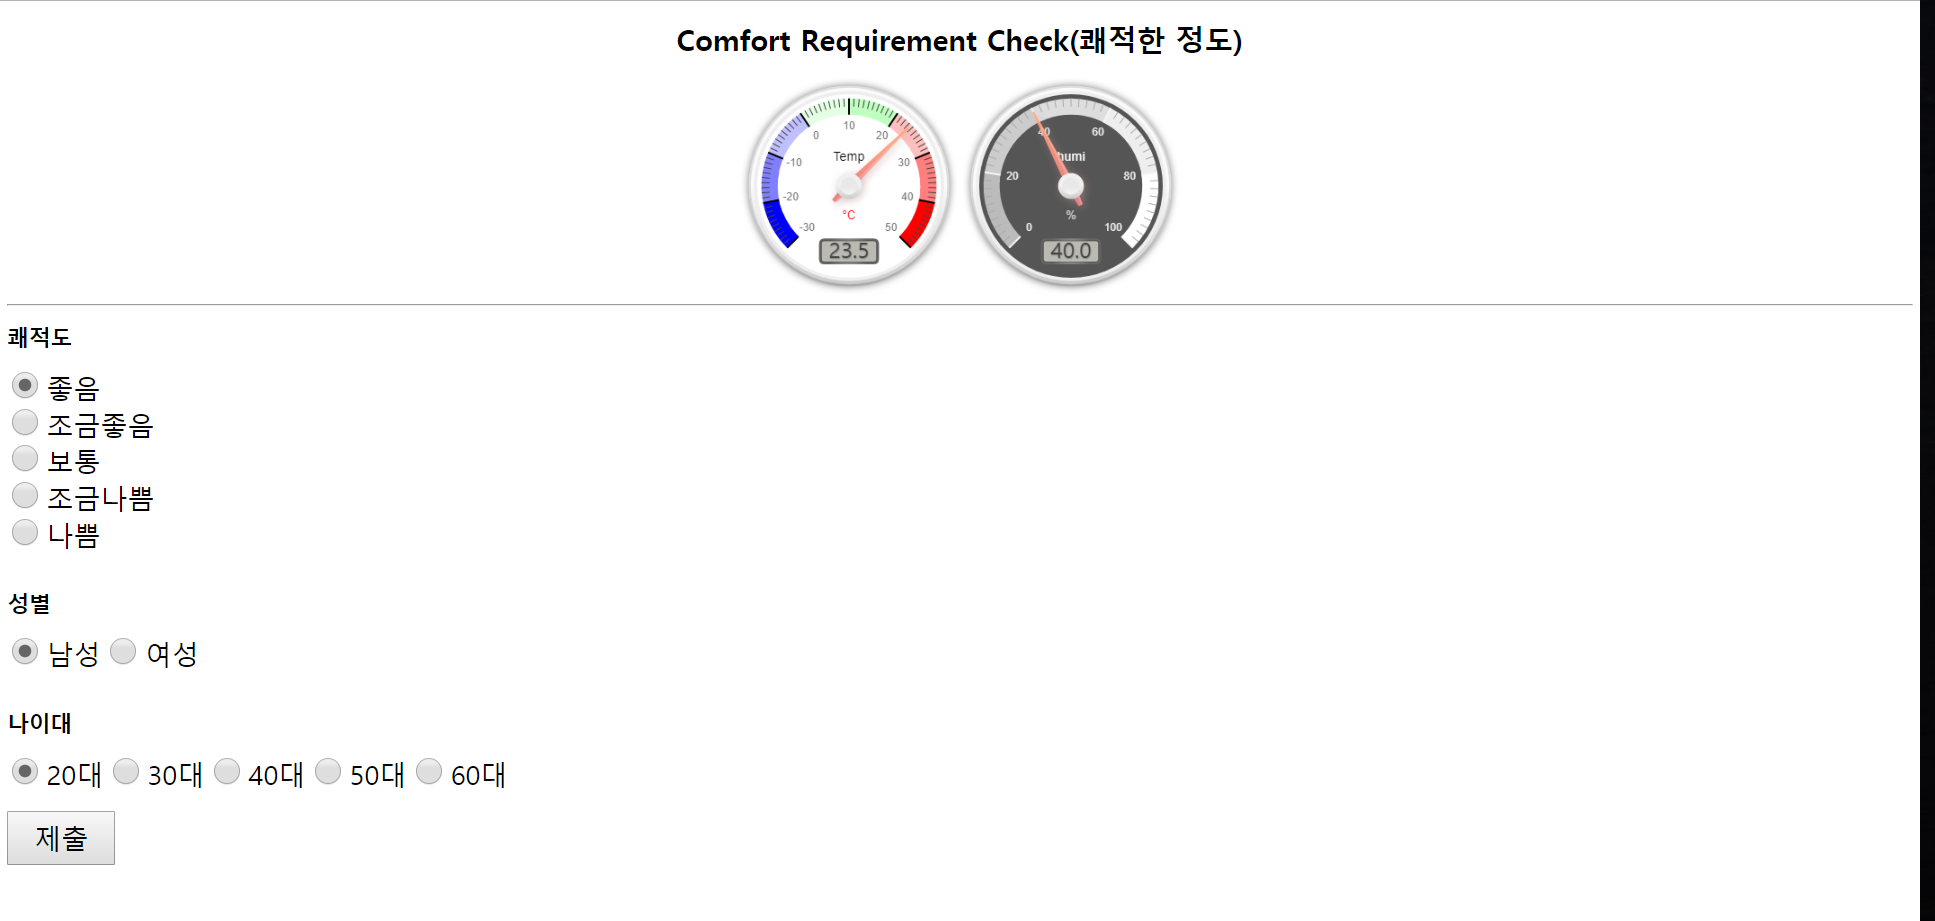 Comfort Requirement Check(쾌적한 정도)
-30 -20 -10 0 10 20 30 40 50
Temp
°C
23.5
0 20 40 60 80 100
humi
%
40.0
쾌적도
좋음
조금좋음
보통
조금나쁨
나쁨
성별
남성 여성
나이대
20대 30대 40대 50대 60대
제출